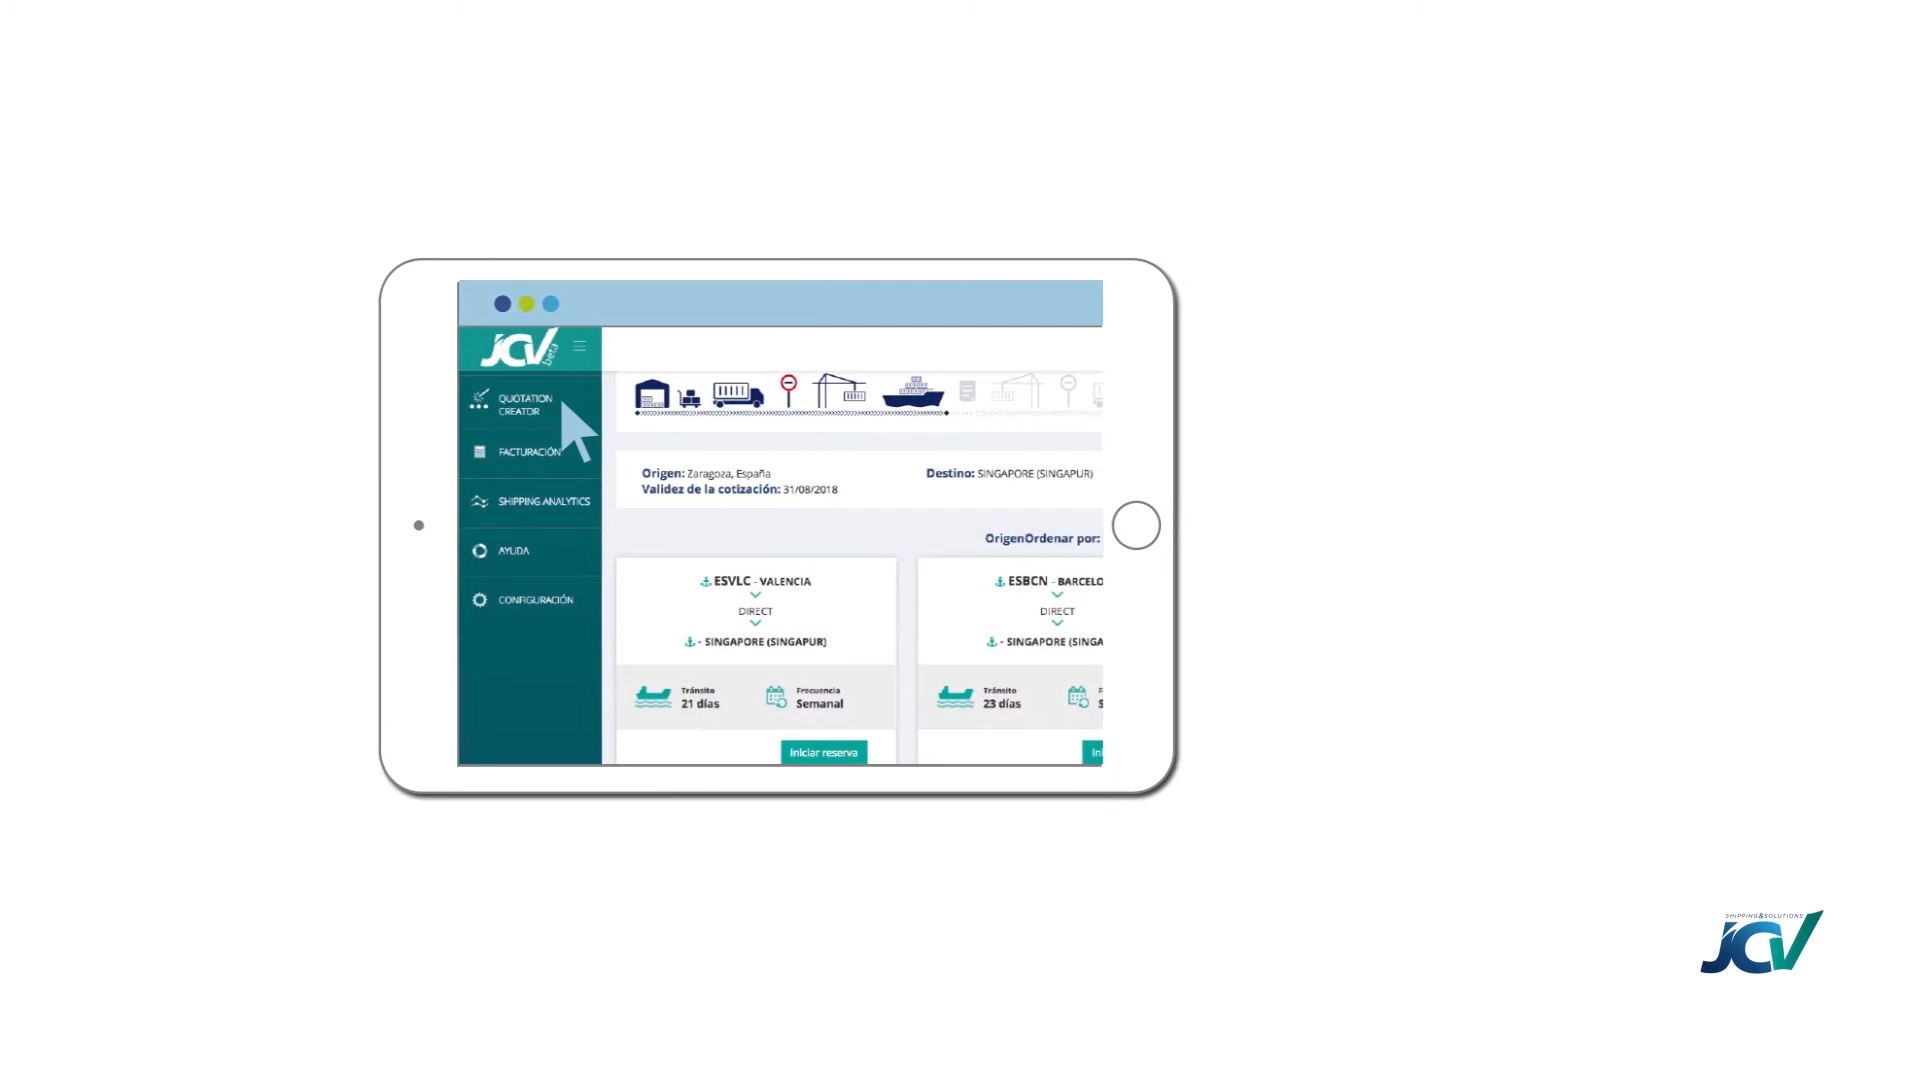 JCV beta
QUOTATION
CREATOR
FACTURACIÓN
SHIPPING ANALYTICS
AYUDA
CONFIGURACIÓN
Origen: Zaragoza, España
Destino: SINGAPORE (SINGAPUR)
Validez de la cotización: 31/08/2018
OrigenOrdenar por:
ESVLC - VALENCIA
DIRECT
- SINGAPORE (SINGAPUR)
Tránsito
21 días
Frecuencia
Semanal
Iniciar reserva
ESBCN - BARCELO
DIRECT
- SINGAPORE (SINGA
Tránsito
23 días
F
S
Ini
SHIPPING&SOLUTIONS
JCV